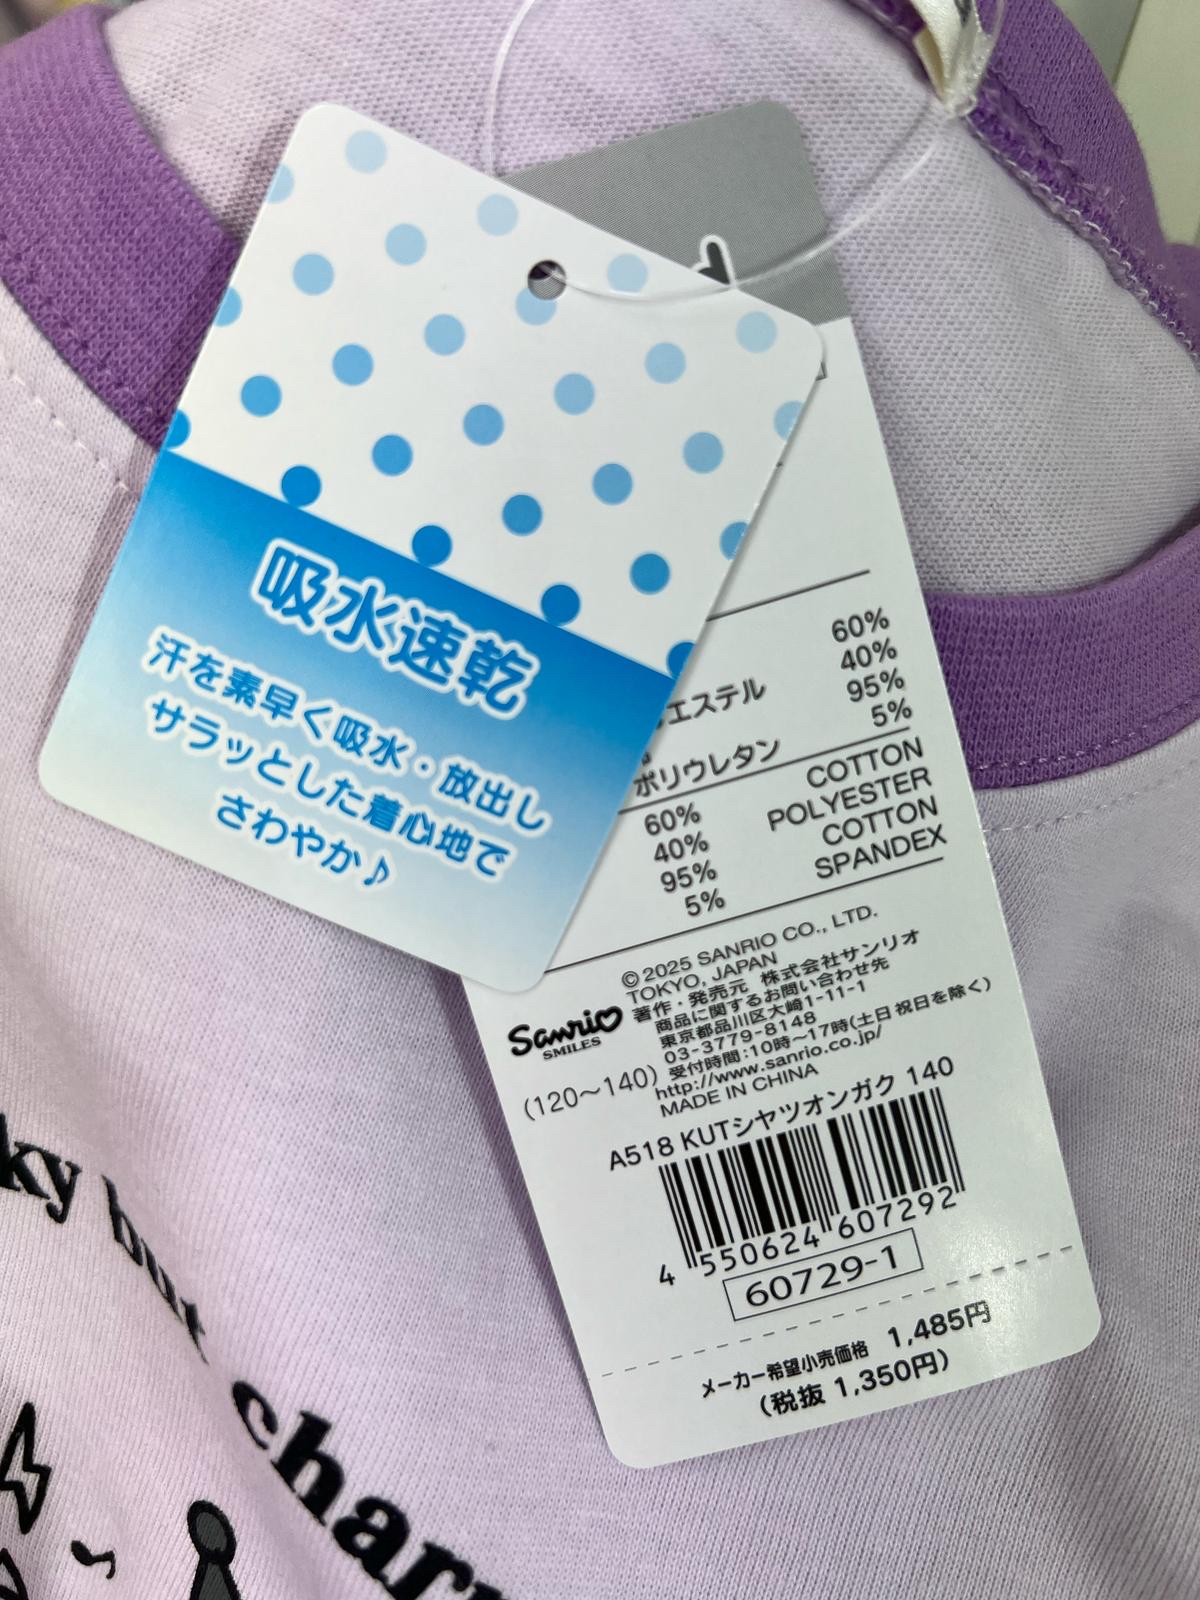 吸水速乾
汗を素早く吸水・放出し
サラッとした着心地で
さわやか♪
60%
40%
エステル 95%
5%
ポリウレタン
60% COTTON
40% POLYESTER
95% COTTON
5% SPANDEX
© 2025 SANRIO CO., LTD.
TOKYO, JAPAN
著作・発売元 株式会社サンリオ
商品に関するお問い合わせ先
東京都品川区大崎1-11-1
03-3779-8148
受付時間:10時~17時(土日祝日を除く)
http://www.sanrio.co.jp/
MADE IN CHINA
Sanrio
SMILES
(120~140)
A518 KUTシャツオンガク 140
4 550624 607292
60729-1
メーカー希望小売価格 1,485円
(税抜 1,350円)
ky but
char